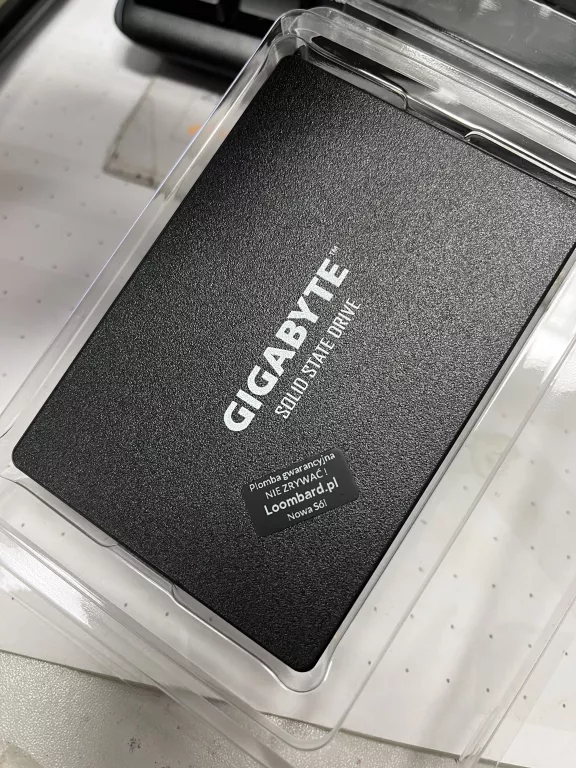 GIGABYTE™
SOLID STATE DRIVE
Plomba gwarancyjna
NIE ZRYWAĆ!
Loombard.pl
Nowa Sól